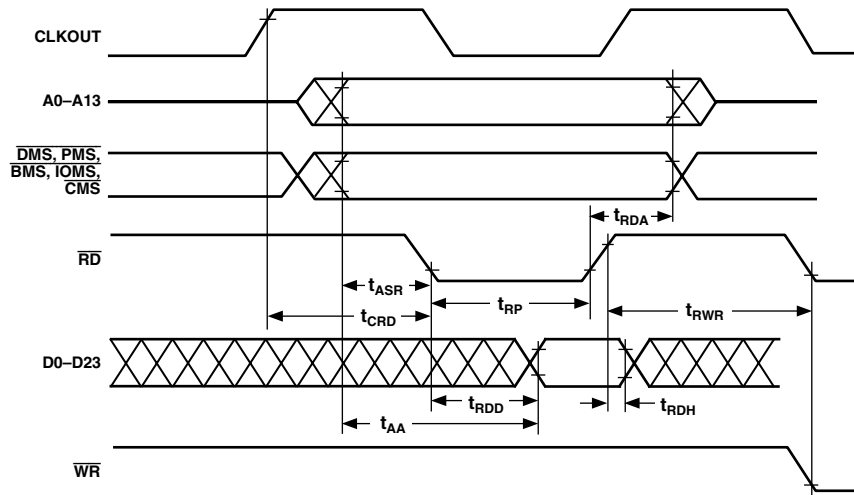 CLKOUT
A0–A13
DMS, PMS,
BMS, IOMS,
CMS
tRDA
RD
tASR
tRP
tCRD
tRWR
D0–D23
tRDD
tRDH
tAA
WR